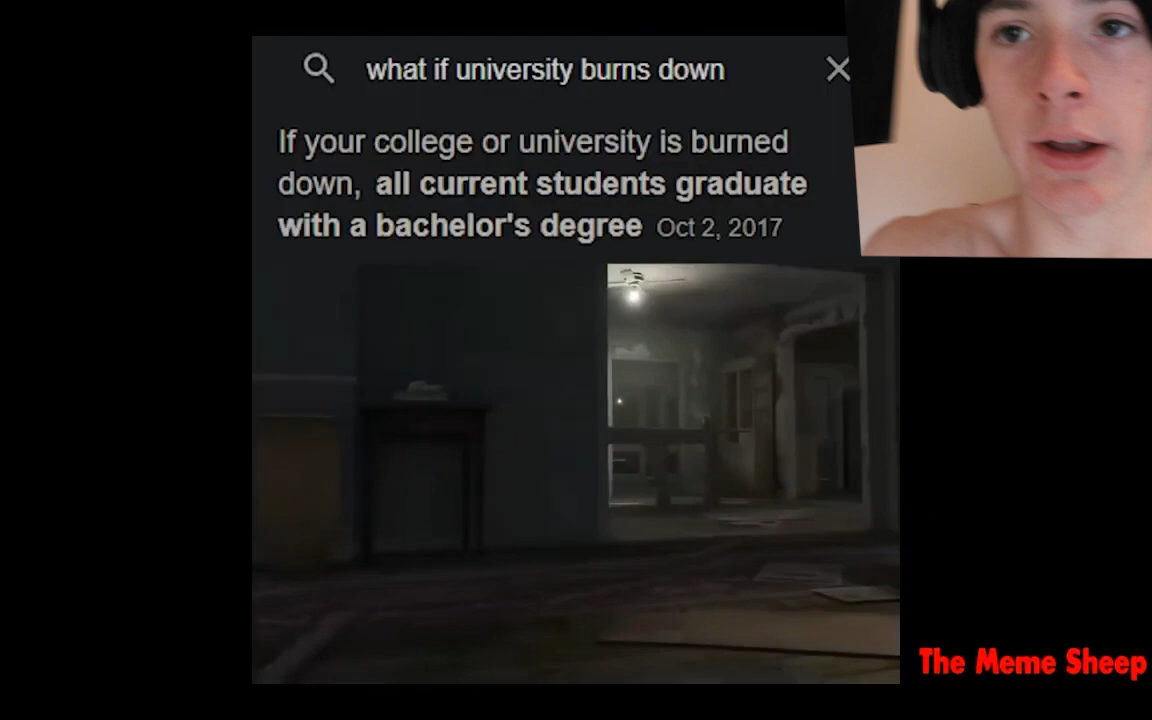 what if university burns down
If your college or university is burned
down, all current students graduate
with a bachelor's degree Oct 2, 2017
The Meme Sheep